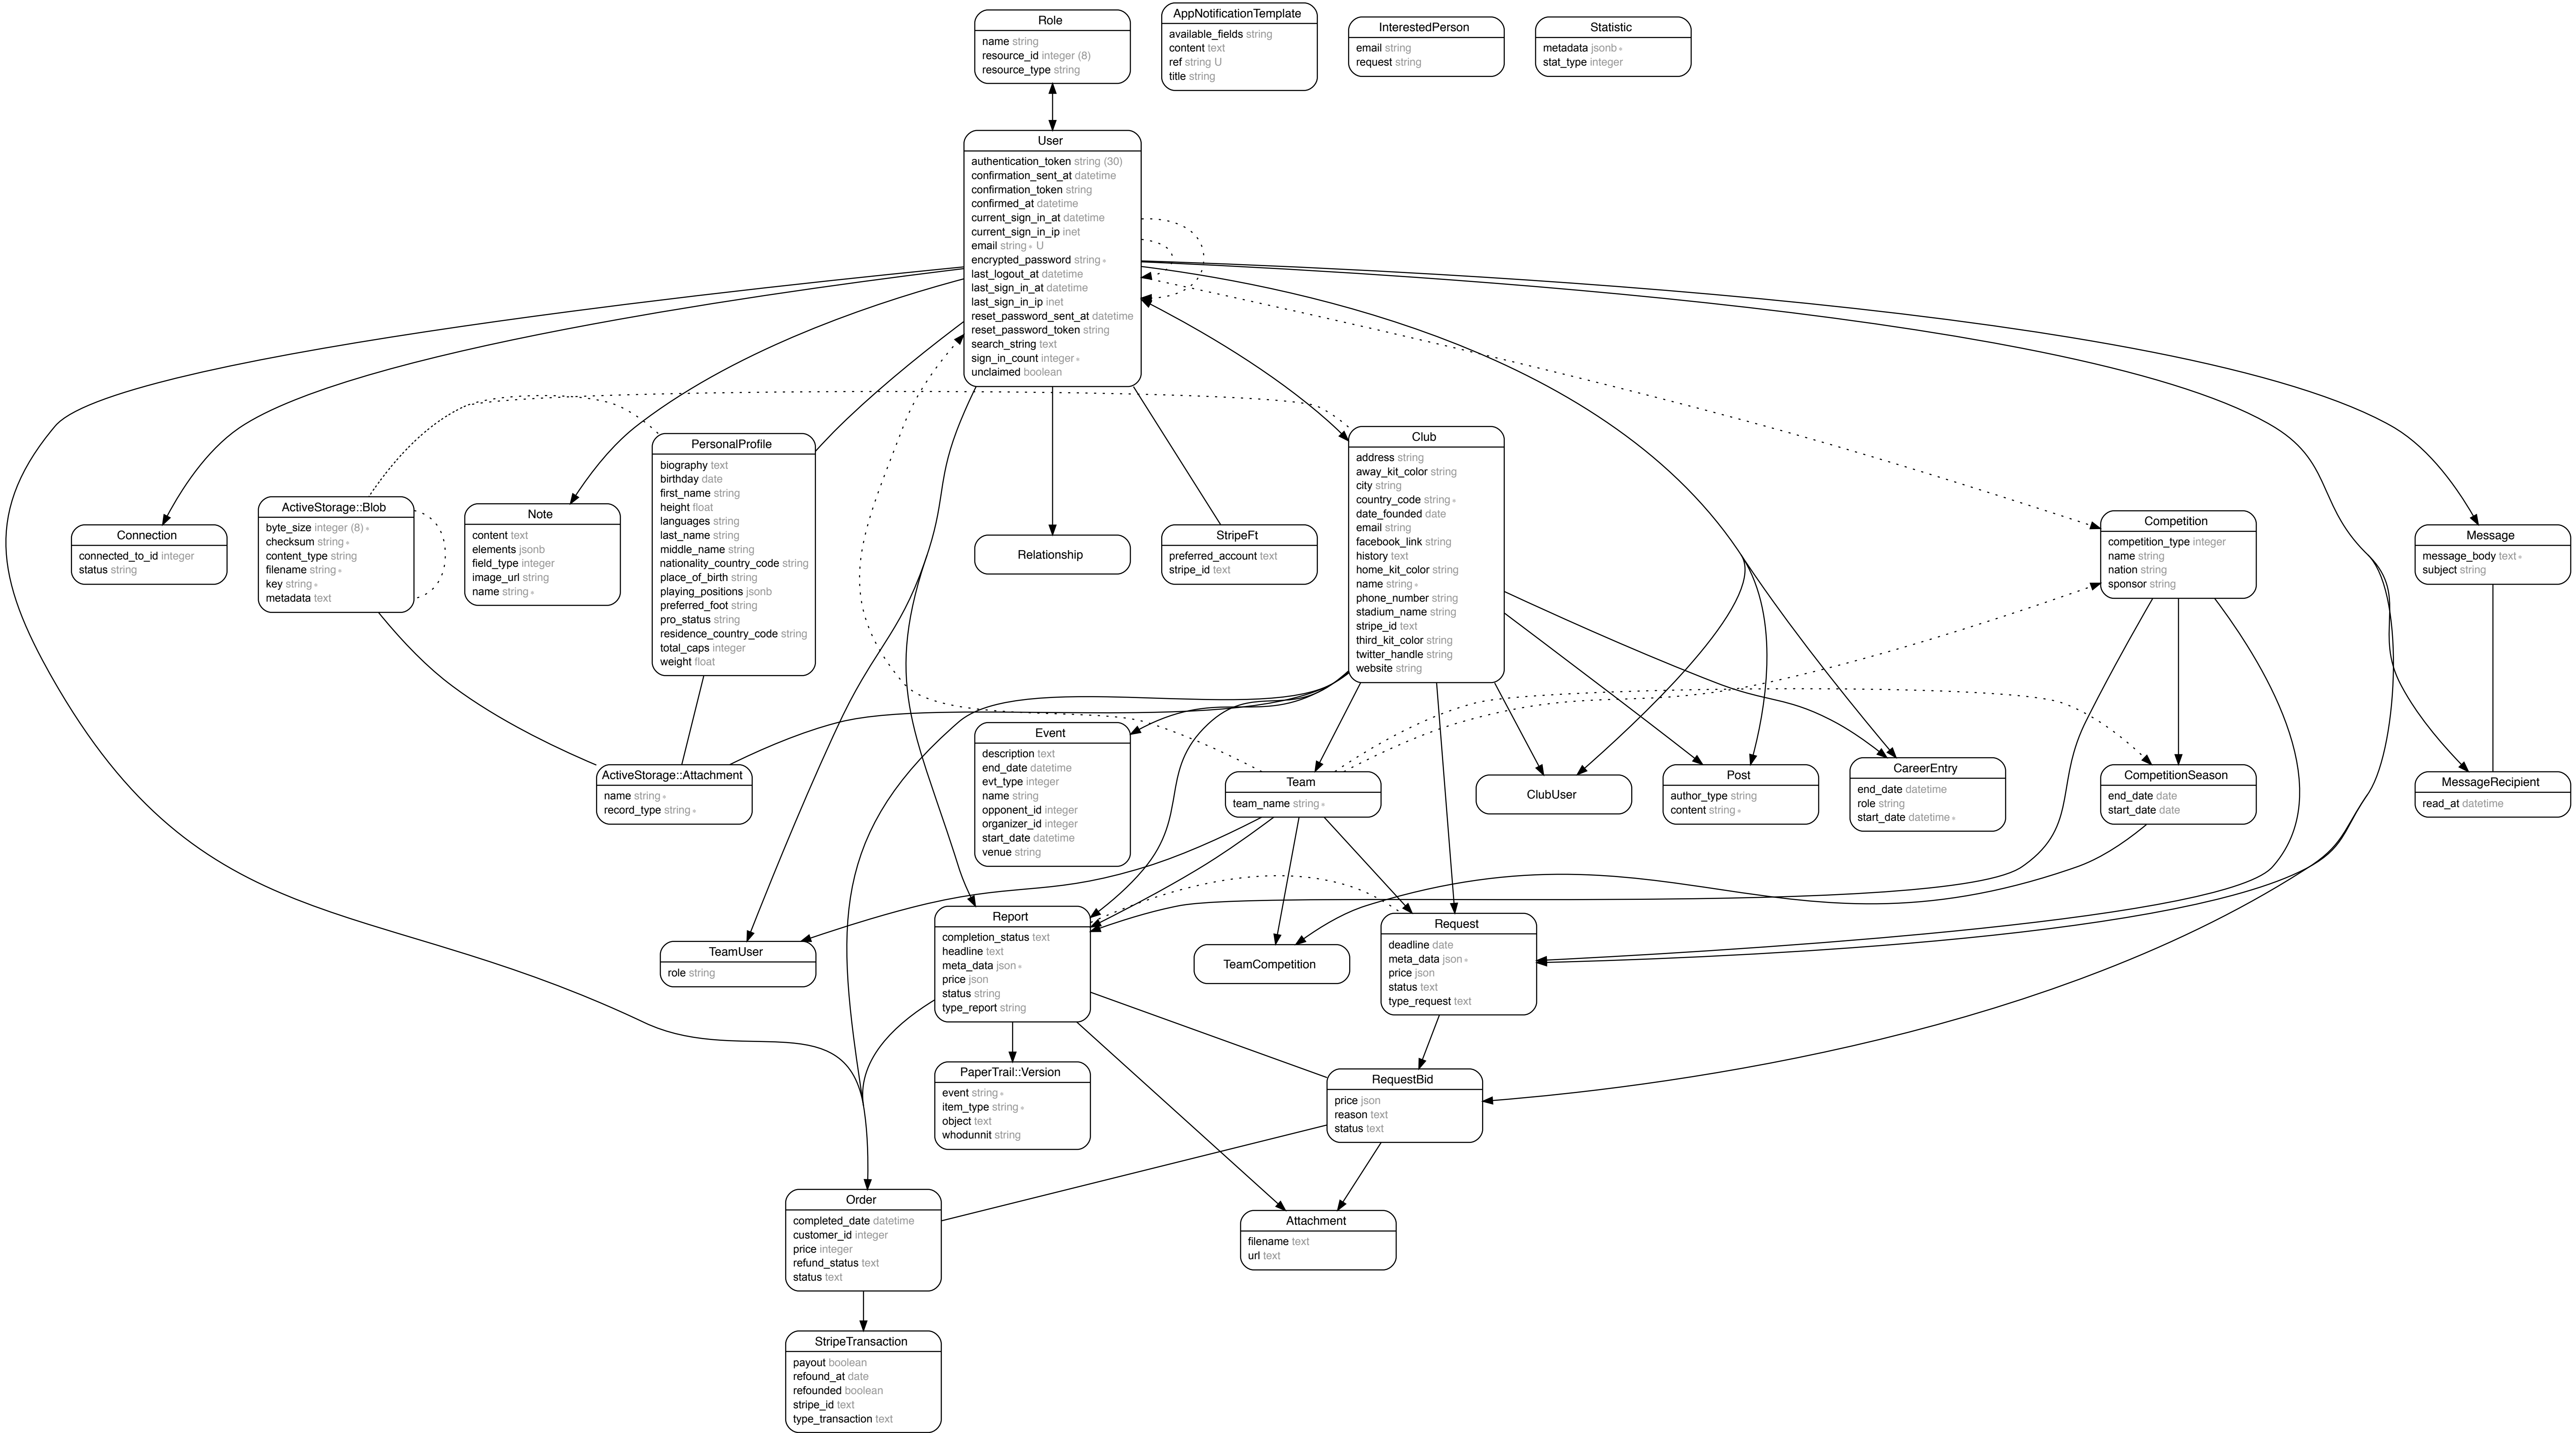 Role
name string
resource_id integer (8)
resource_type string
AppNotificationTemplate
available_fields string
content text
ref string U
title string
InterestedPerson
email string
request string
Statistic
metadata jsonb ∗
stat_type integer
User
authentication_token string (30)
confirmation_sent_at datetime
confirmation_token string
confirmed_at datetime
current_sign_in_at datetime
current_sign_in_ip inet
email string ∗ U
encrypted_password string ∗
last_logout_at datetime
last_sign_in_at datetime
last_sign_in_ip inet
reset_password_sent_at datetime
reset_password_token string
search_string text
sign_in_count integer ∗
unclaimed boolean
Connection
connected_to_id integer
status string
ActiveStorage::Blob
byte_size integer (8) ∗
checksum string ∗
content_type string
filename string ∗
key string ∗
metadata text
Note
content text
elements jsonb
field_type integer
image_url string
name string ∗
PersonalProfile
biography text
birthday date
first_name string
height float
languages string
last_name string
middle_name string
nationality_country_code string
place_of_birth string
playing_positions jsonb
preferred_foot string
pro_status string
residence_country_code string
total_caps integer
weight float
Relationship
StripeFt
preferred_account text
stripe_id text
Club
address string
away_kit_color string
city string
country_code string ∗
date_founded date
email string
facebook_link string
history text
home_kit_color string
name string ∗
phone_number string
stadium_name string
stripe_id text
third_kit_color string
twitter_handle string
website string
Competition
competition_type integer
name string
nation string
sponsor string
Message
message_body text ∗
subject string
ActiveStorage::Attachment
name string ∗
record_type string ∗
Event
description text
end_date datetime
evt_type integer
name string
opponent_id integer
organizer_id integer
start_date datetime
venue string
Team
team_name string ∗
ClubUser
Post
author_type string
content string ∗
CareerEntry
end_date datetime
role string
start_date datetime ∗
CompetitionSeason
end_date date
start_date date
MessageRecipient
read_at datetime
TeamUser
role string
Report
completion_status text
headline text
meta_data json ∗
price json
status string
type_report string
TeamCompetition
Request
deadline date
meta_data json ∗
price json
status text
type_request text
PaperTrail::Version
event string ∗
item_type string ∗
object text
whodunnit string
RequestBid
price json
reason text
status text
Order
completed_date datetime
customer_id integer
price integer
refund_status text
status text
Attachment
filename text
url text
StripeTransaction
payout boolean
refound_at date
refounded boolean
stripe_id text
type_transaction text